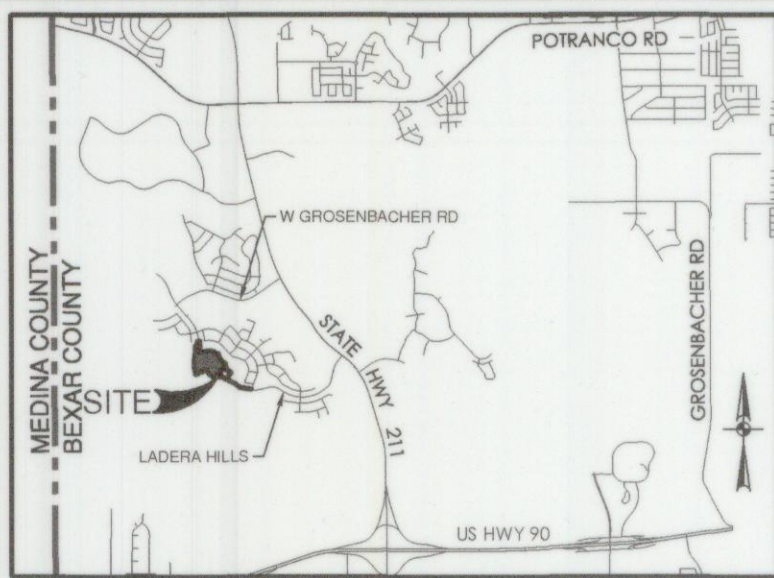 POTRANCO RD
W GROSENBACHER RD
MEDINA COUNTY
BEXAR COUNTY
STATE HWY 211
GROSENBACHER RD
SITE
LADERA HILLS
US HWY 90